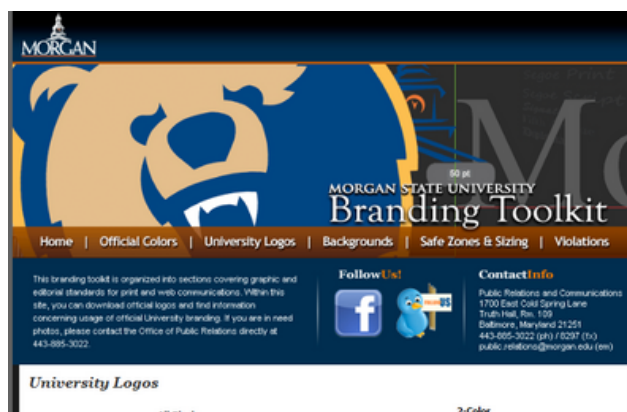 MORGAN
50 pt
MORGAN STATE UNIVERSITY
Branding Toolkit
Home | Official Colors | University Logos | Backgrounds | Safe Zones & Sizing | Violations
This branding toolkit is organized into sections covering graphic and
editorial standards for print and web communications. Within this
site, you can download official logos and find information
concerning usage of official University branding. If you are in need
photos, please contact the Office of Public Relations directly at
443-885-3022.
FollowUs!
f
US
ContactInfo
Public Relations and Communications
1700 East Cold Spring Lane
Truth Hall, Rm. 109
Baltimore, Maryland 21251
443-885-3022 (ph) / 8297 (fx)
public.relations@morgan.edu (em)
University Logos
2-Color